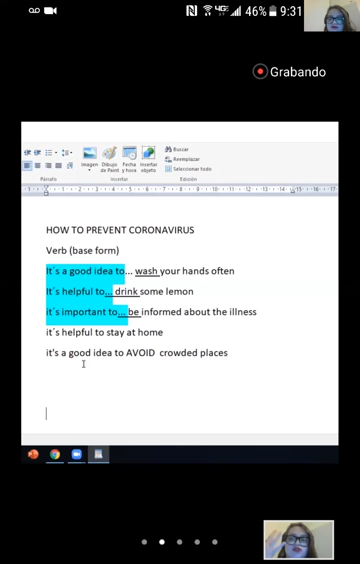 46% 9:31
Grabando
Imagen Dibujo de Paint Fecha y hora Insertar objeto
Buscar
Reemplazar
Seleccionar todo
Párrafo Insertar
HOW TO PREVENT CORONAVIRUS
Verb (base form)
It´s a good idea to... wash your hands often
It´s helpful to... drink some lemon
it´s important to... be informed about the illness
it´s helpful to stay at home
it's a good idea to AVOID crowded places